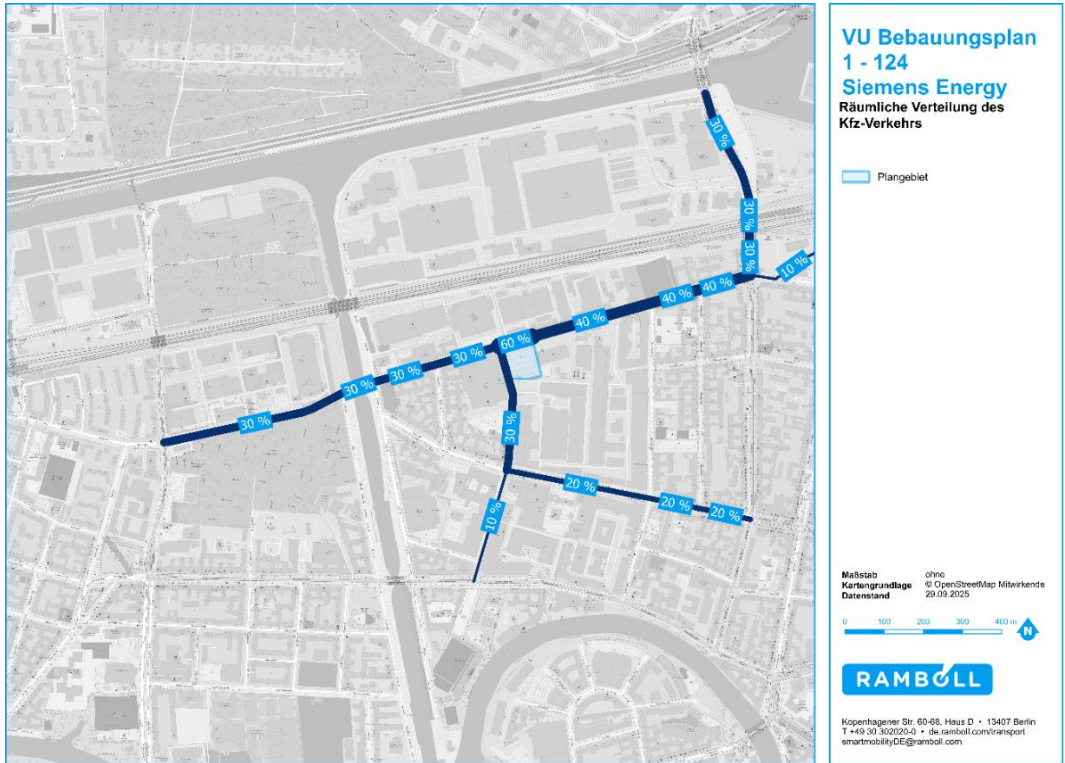 VU Bebauungsplan
1 - 124
Siemens Energy
Räumliche Verteilung des
Kfz-Verkehrs
Plangebiet
30 %
30 %
30 %
10 %
40 %
40 %
40 %
60 %
30 %
30 %
30 %
30 %
30 %
20 %
20 %
20 %
10 %
Maßstab ohne
Kartengrundlage © OpenStreetMap Mitwirkende
Datenstand 29.09.2025
0 100 200 300 400 m
N
RAMBOLL
Kopenhagener Str. 60-68, Haus D • 13407 Berlin
T +49 30 302020-0 • de.ramboll.com/transport
smartmobilityDE@ramboll.com